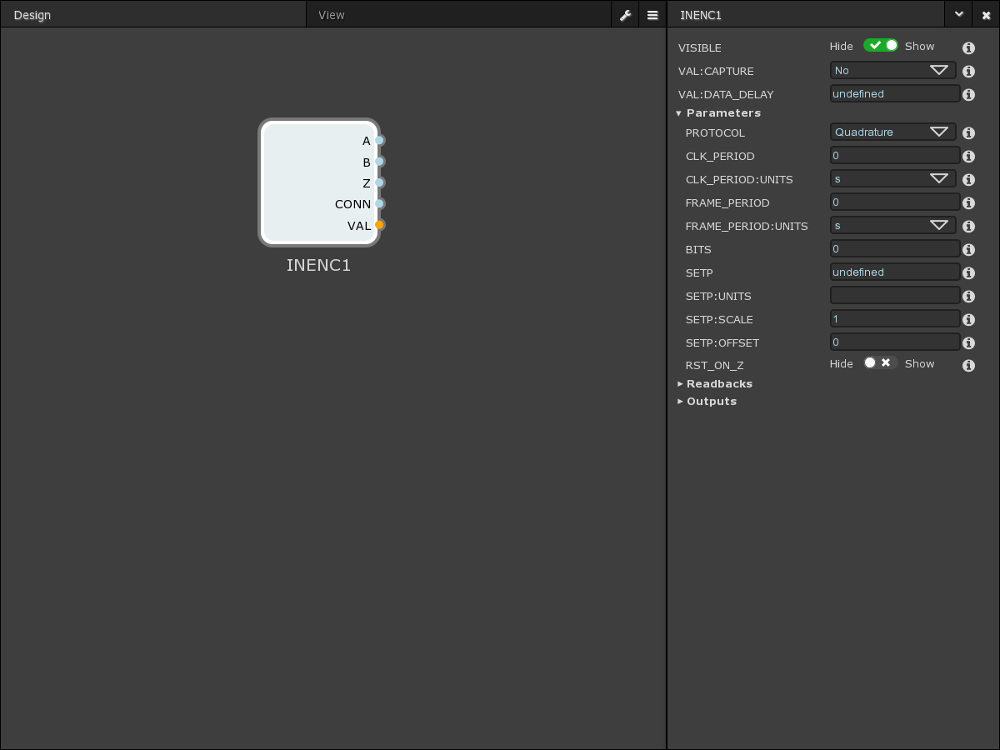 Design
View
INENC1
A
B
Z
CONN
VAL
INENC1
VISIBLE Hide Show
VAL:CAPTURE No
VAL:DATA_DELAY undefined
Parameters
PROTOCOL Quadrature
CLK_PERIOD 0
CLK_PERIOD:UNITS s
FRAME_PERIOD 0
FRAME_PERIOD:UNITS s
BITS 0
SETP undefined
SETP:UNITS
SETP:SCALE 1
SETP:OFFSET 0
RST_ON_Z Hide Show
Readbacks
Outputs